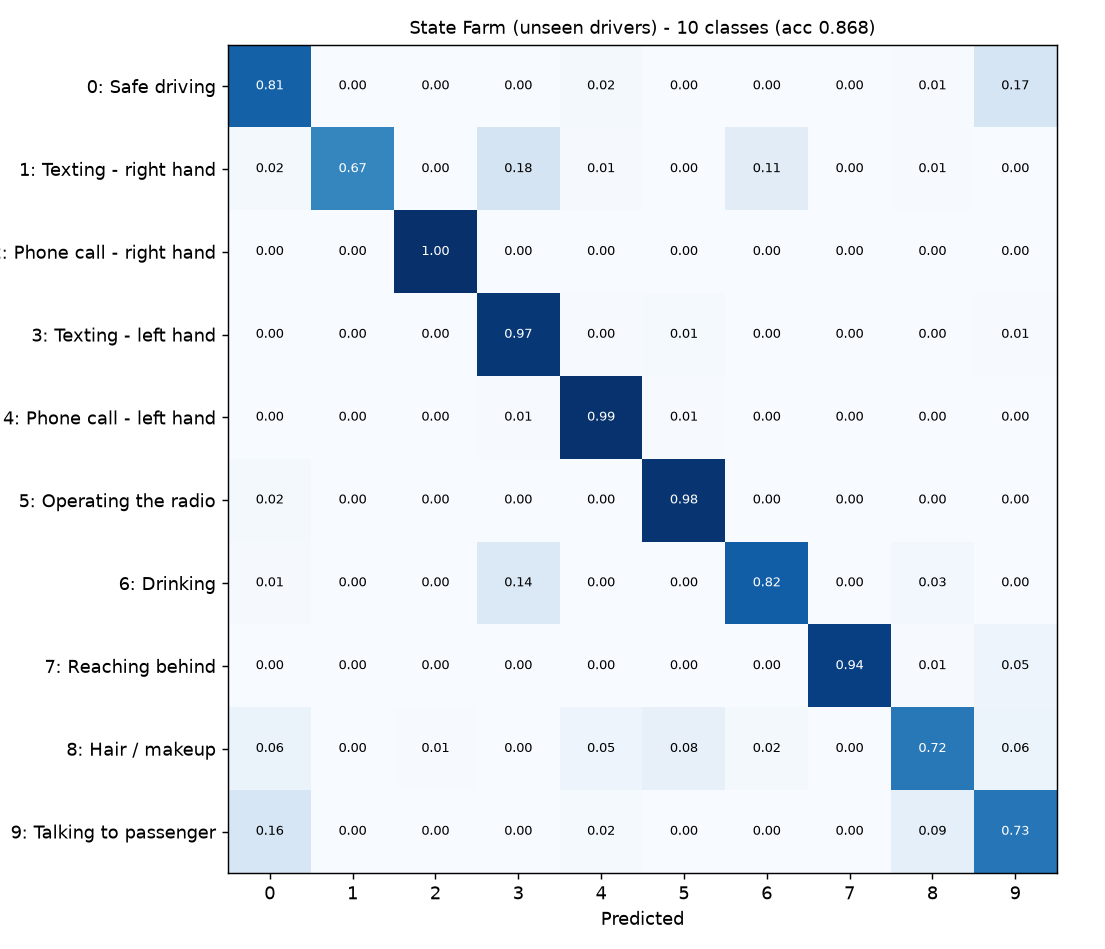 State Farm (unseen drivers) - 10 classes (acc 0.868)
0: Safe driving 0.81 0.00 0.00 0.00 0.02 0.00 0.00 0.00 0.01 0.17
1: Texting - right hand 0.02 0.67 0.00 0.18 0.01 0.00 0.11 0.00 0.01 0.00
: Phone call - right hand 0.00 0.00 1.00 0.00 0.00 0.00 0.00 0.00 0.00 0.00
3: Texting - left hand 0.00 0.00 0.00 0.97 0.00 0.01 0.00 0.00 0.00 0.01
4: Phone call - left hand 0.00 0.00 0.00 0.01 0.99 0.01 0.00 0.00 0.00 0.00
5: Operating the radio 0.02 0.00 0.00 0.00 0.00 0.98 0.00 0.00 0.00 0.00
6: Drinking 0.01 0.00 0.00 0.14 0.00 0.00 0.82 0.00 0.03 0.00
7: Reaching behind 0.00 0.00 0.00 0.00 0.00 0.00 0.00 0.94 0.01 0.05
8: Hair / makeup 0.06 0.00 0.01 0.00 0.05 0.08 0.02 0.00 0.72 0.06
9: Talking to passenger 0.16 0.00 0.00 0.00 0.02 0.00 0.00 0.00 0.09 0.73
0 1 2 3 4 5 6 7 8 9
Predicted